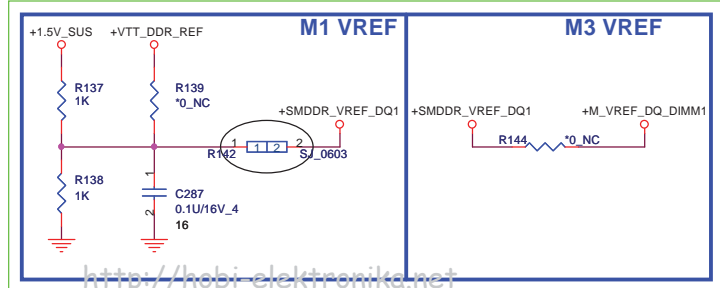 M1 VREF
M3 VREF
+1.5V_SUS
+VTT_DDR_REF
R137
1K
R139
*0_NC
+SMDDR_VREF_DQ1
1
1 2
2
R142
SJ_0603
R138
1K
1
2
C287
0.1U/16V_4
16
+SMDDR_VREF_DQ1
+M_VREF_DQ_DIMM1
R144
*0_NC
http://hobi-elektronika.net